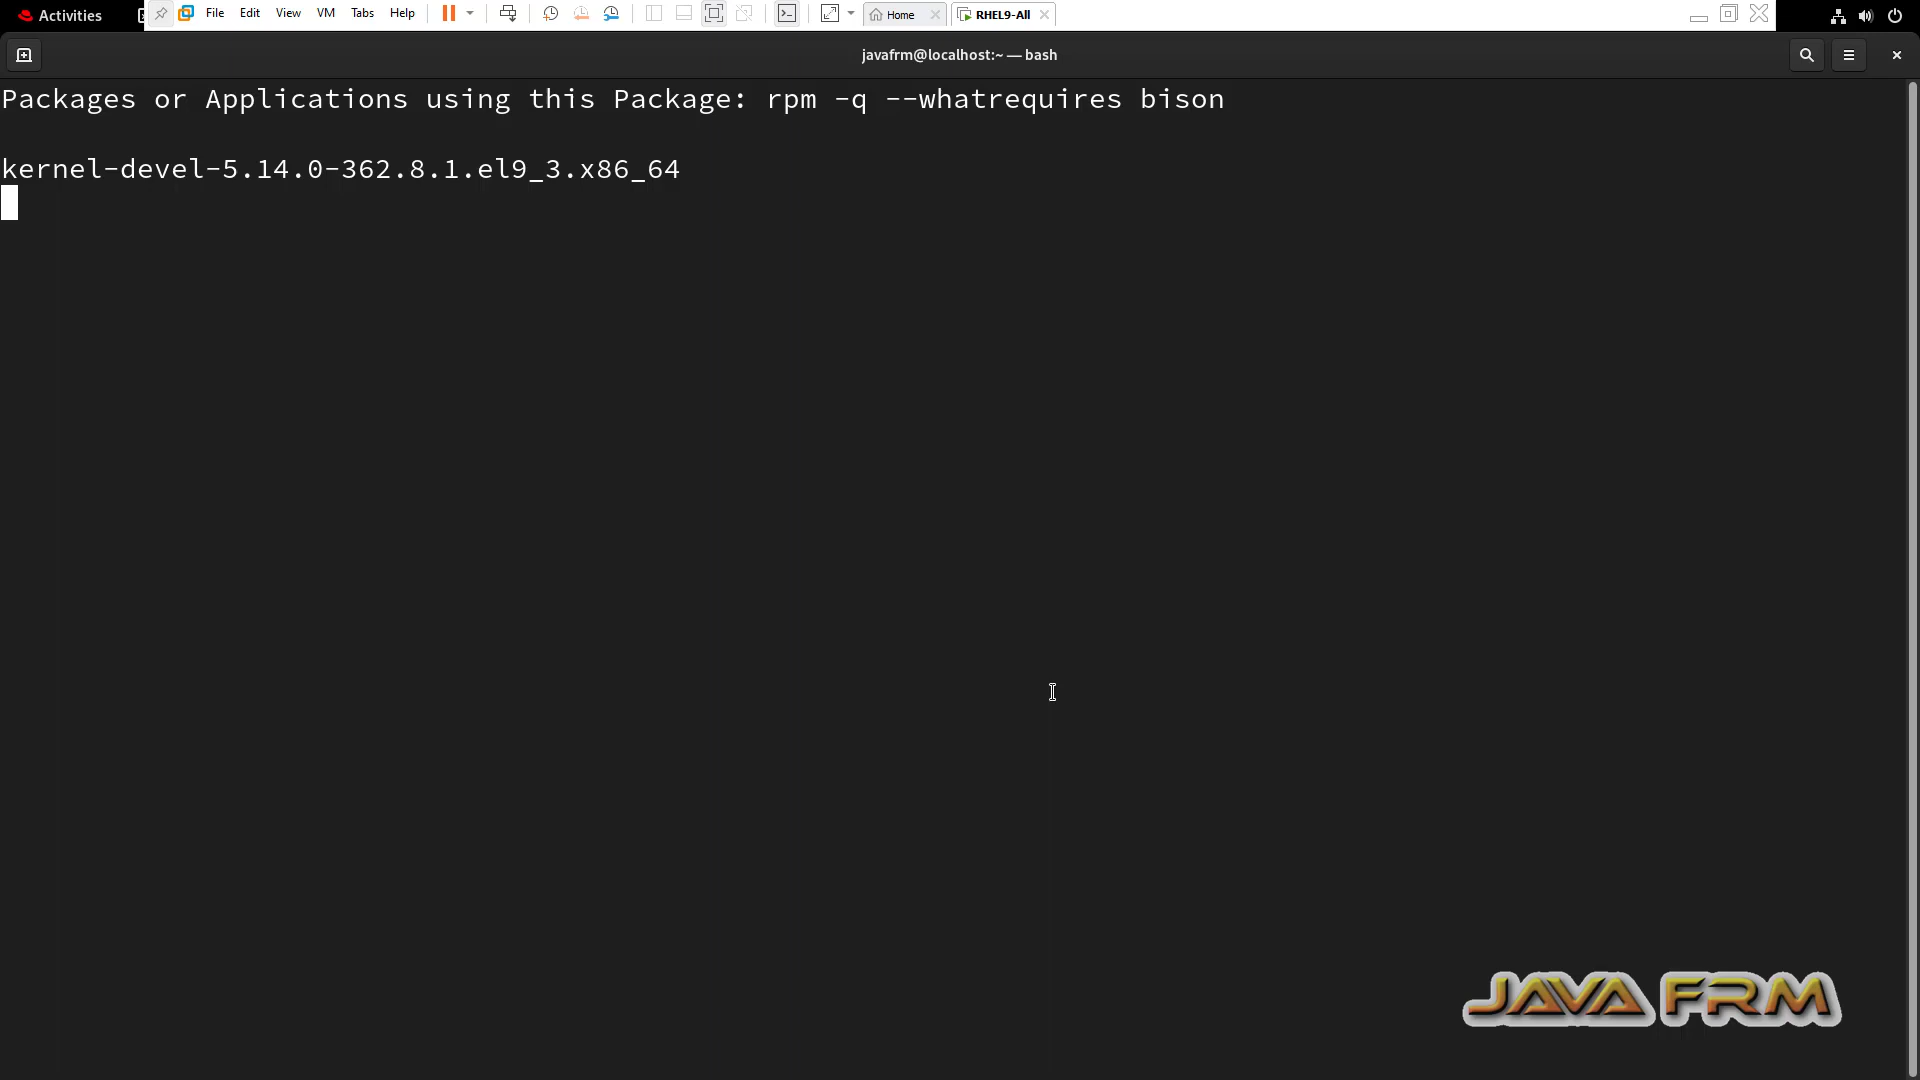 Activities
File Edit View VM Tabs Help
Home
RHEL9-All
javafrm@localhost:~ — bash
Packages or Applications using this Package: rpm -q --whatrequires bison
kernel-devel-5.14.0-362.8.1.el9_3.x86_64
JAVA FRM